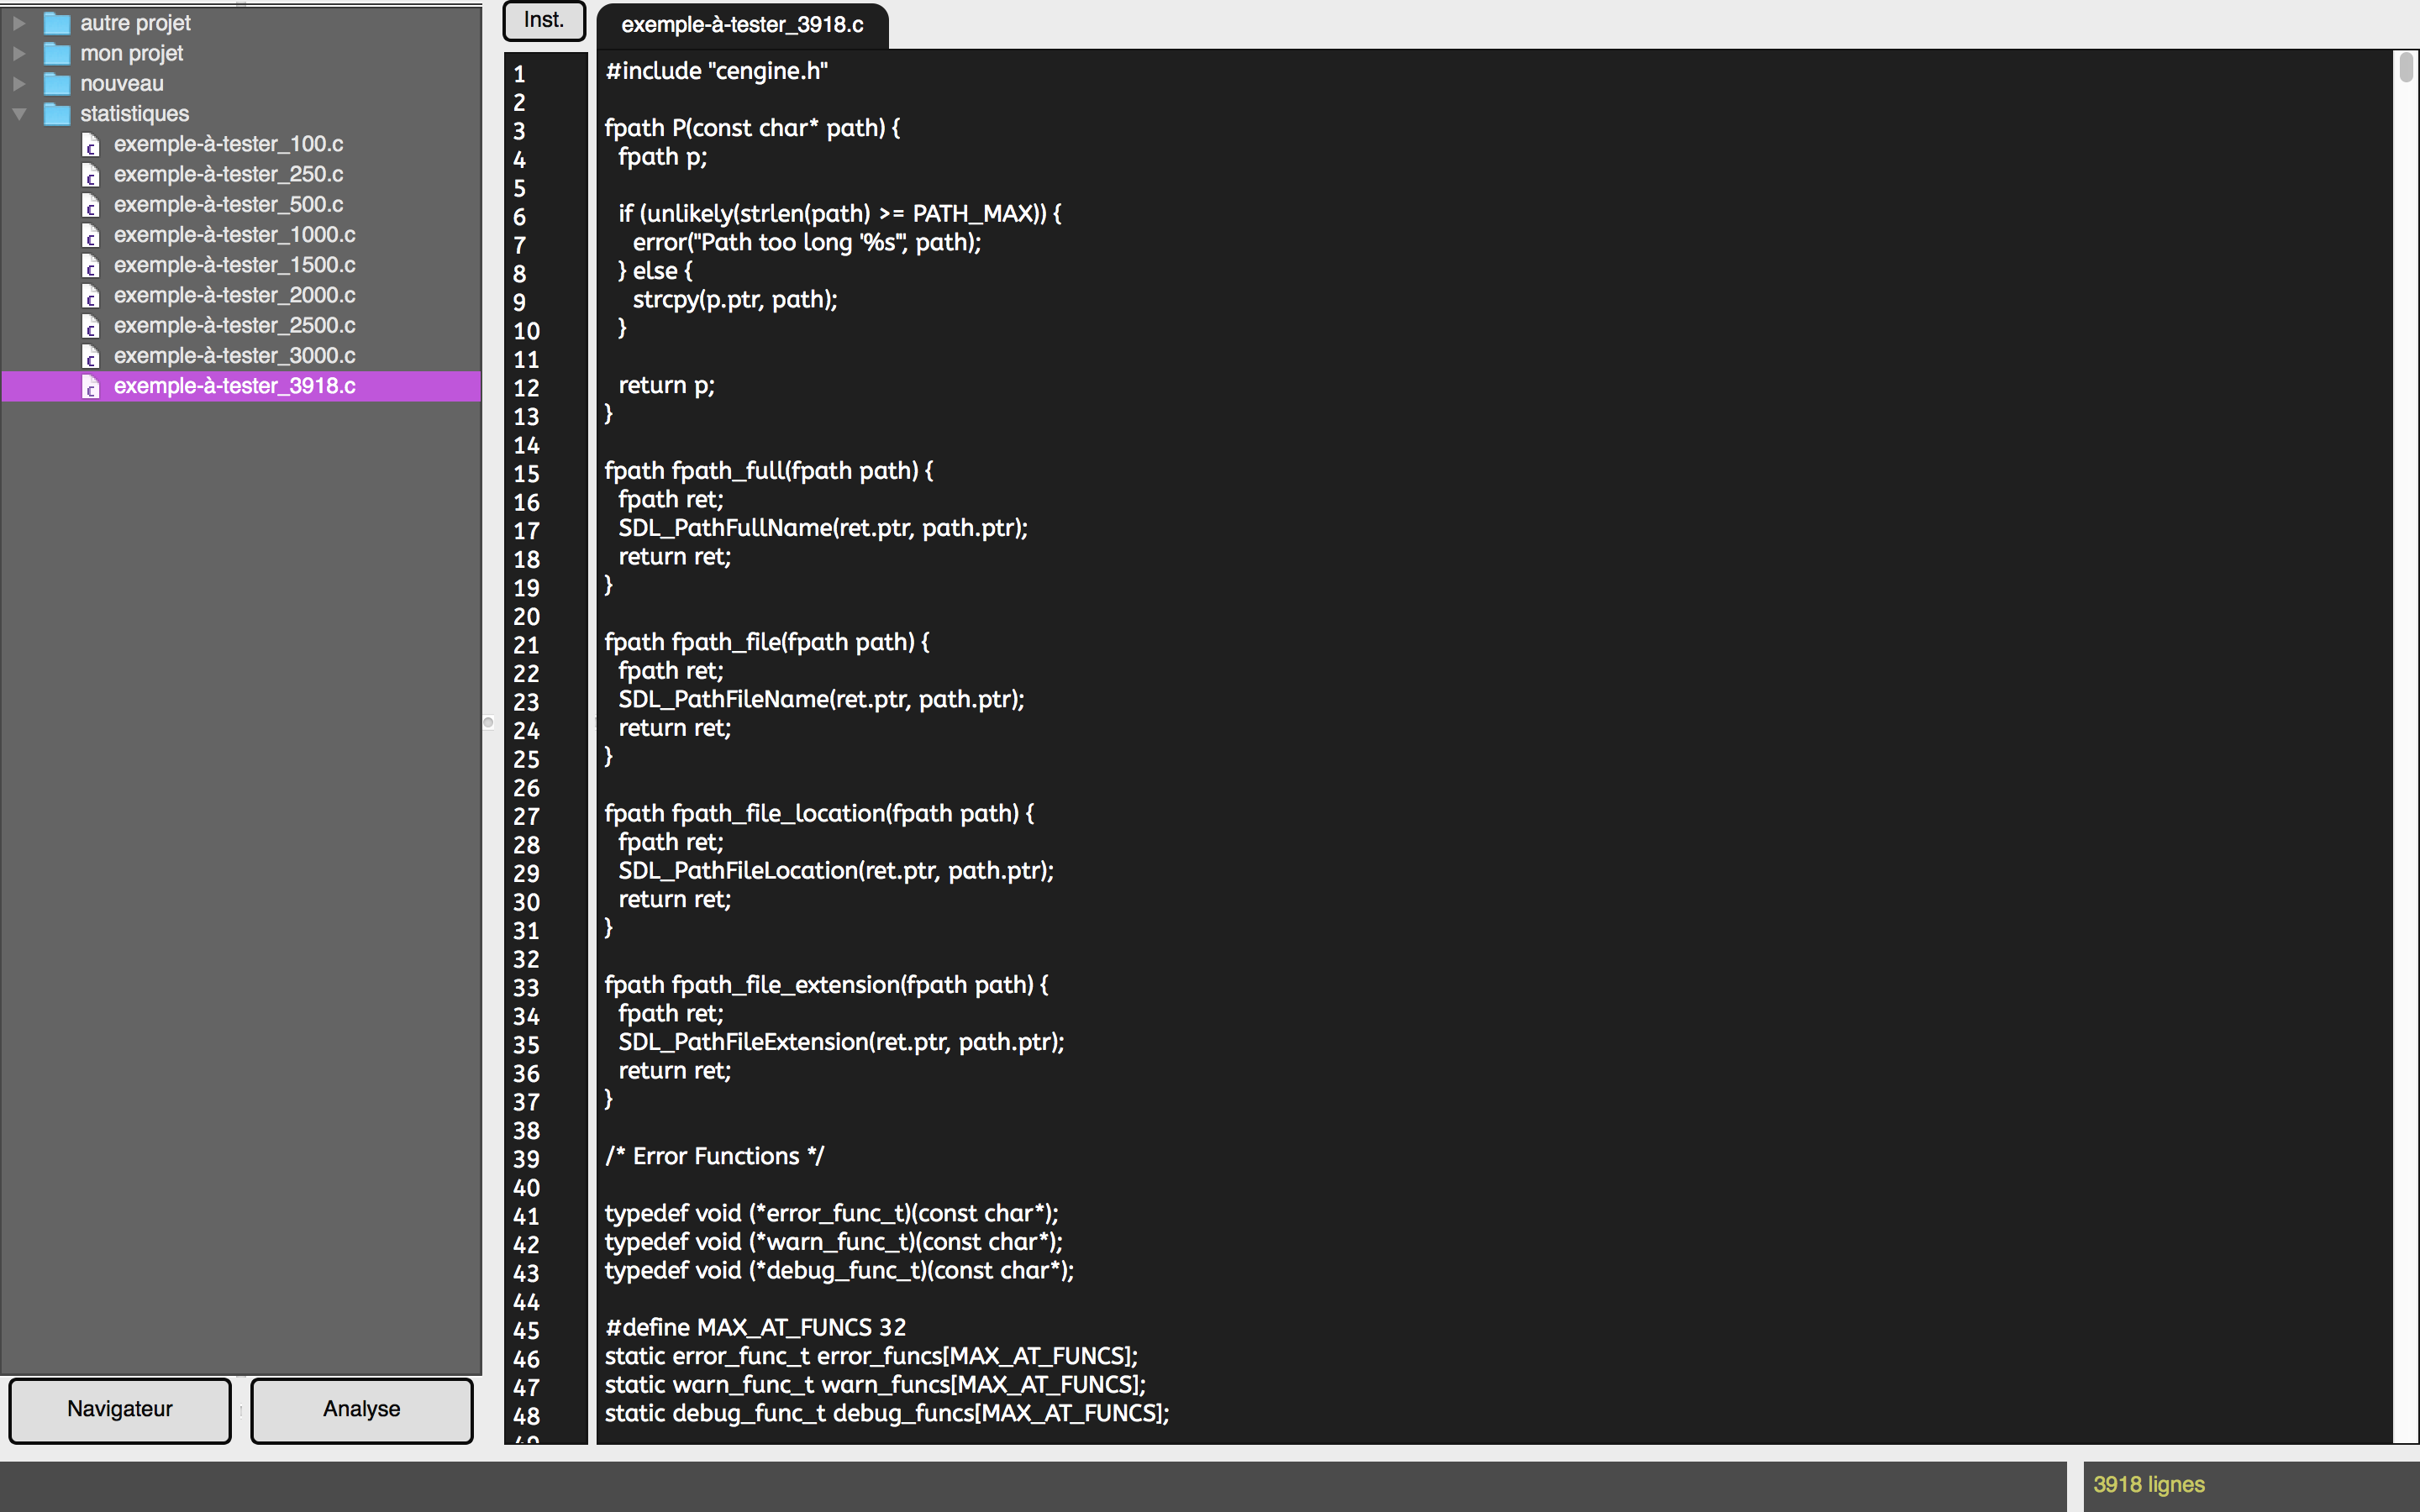 autre projet
mon projet
nouveau
statistiques
exemple-à-tester_100.c
exemple-à-tester_250.c
exemple-à-tester_500.c
exemple-à-tester_1000.c
exemple-à-tester_1500.c
exemple-à-tester_2000.c
exemple-à-tester_2500.c
exemple-à-tester_3000.c
exemple-à-tester_3918.c
Navigateur
Analyse
Inst.
exemple-à-tester_3918.c
1 #include "cengine.h"
2
3 fpath P(const char* path) {
4 fpath p;
5
6 if (unlikely(strlen(path) >= PATH_MAX)) {
7 error("Path too long '%s'", path);
8 } else {
9 strcpy(p.ptr, path);
10 }
11
12 return p;
13 }
14
15 fpath fpath_full(fpath path) {
16 fpath ret;
17 SDL_PathFullName(ret.ptr, path.ptr);
18 return ret;
19 }
20
21 fpath fpath_file(fpath path) {
22 fpath ret;
23 SDL_PathFileName(ret.ptr, path.ptr);
24 return ret;
25 }
26
27 fpath fpath_file_location(fpath path) {
28 fpath ret;
29 SDL_PathFileLocation(ret.ptr, path.ptr);
30 return ret;
31 }
32
33 fpath fpath_file_extension(fpath path) {
34 fpath ret;
35 SDL_PathFileExtension(ret.ptr, path.ptr);
36 return ret;
37 }
38
39 /* Error Functions */
40
41 typedef void (*error_func_t)(const char*);
42 typedef void (*warn_func_t)(const char*);
43 typedef void (*debug_func_t)(const char*);
44
45 #define MAX_AT_FUNCS 32
46 static error_func_t error_funcs[MAX_AT_FUNCS];
47 static warn_func_t warn_funcs[MAX_AT_FUNCS];
48 static debug_func_t debug_funcs[MAX_AT_FUNCS];
3918 lignes